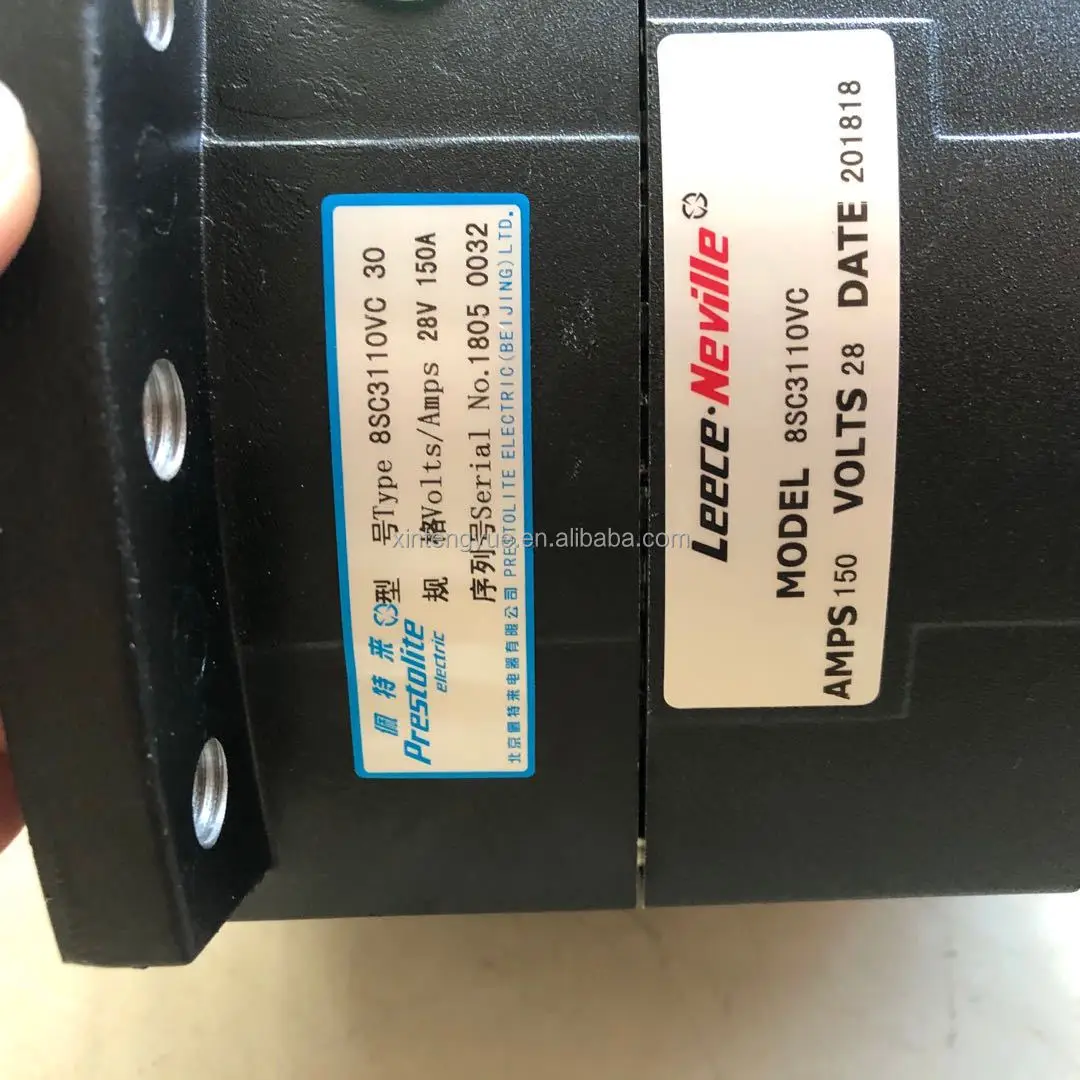 佩特来
Prestolite
electric
型 号Type 8SC3110VC 30
规 格Volts/Amps 28V 150A
序列号Serial No.1805 0032
北京佩特来电器有限公司 PRESTOLITE ELECTRIC(BEIJING)LTD.
Leece·Neville
MODEL 8SC3110VC
AMPS 150 VOLTS 28 DATE 201818
xintengyue.en.alibaba.com